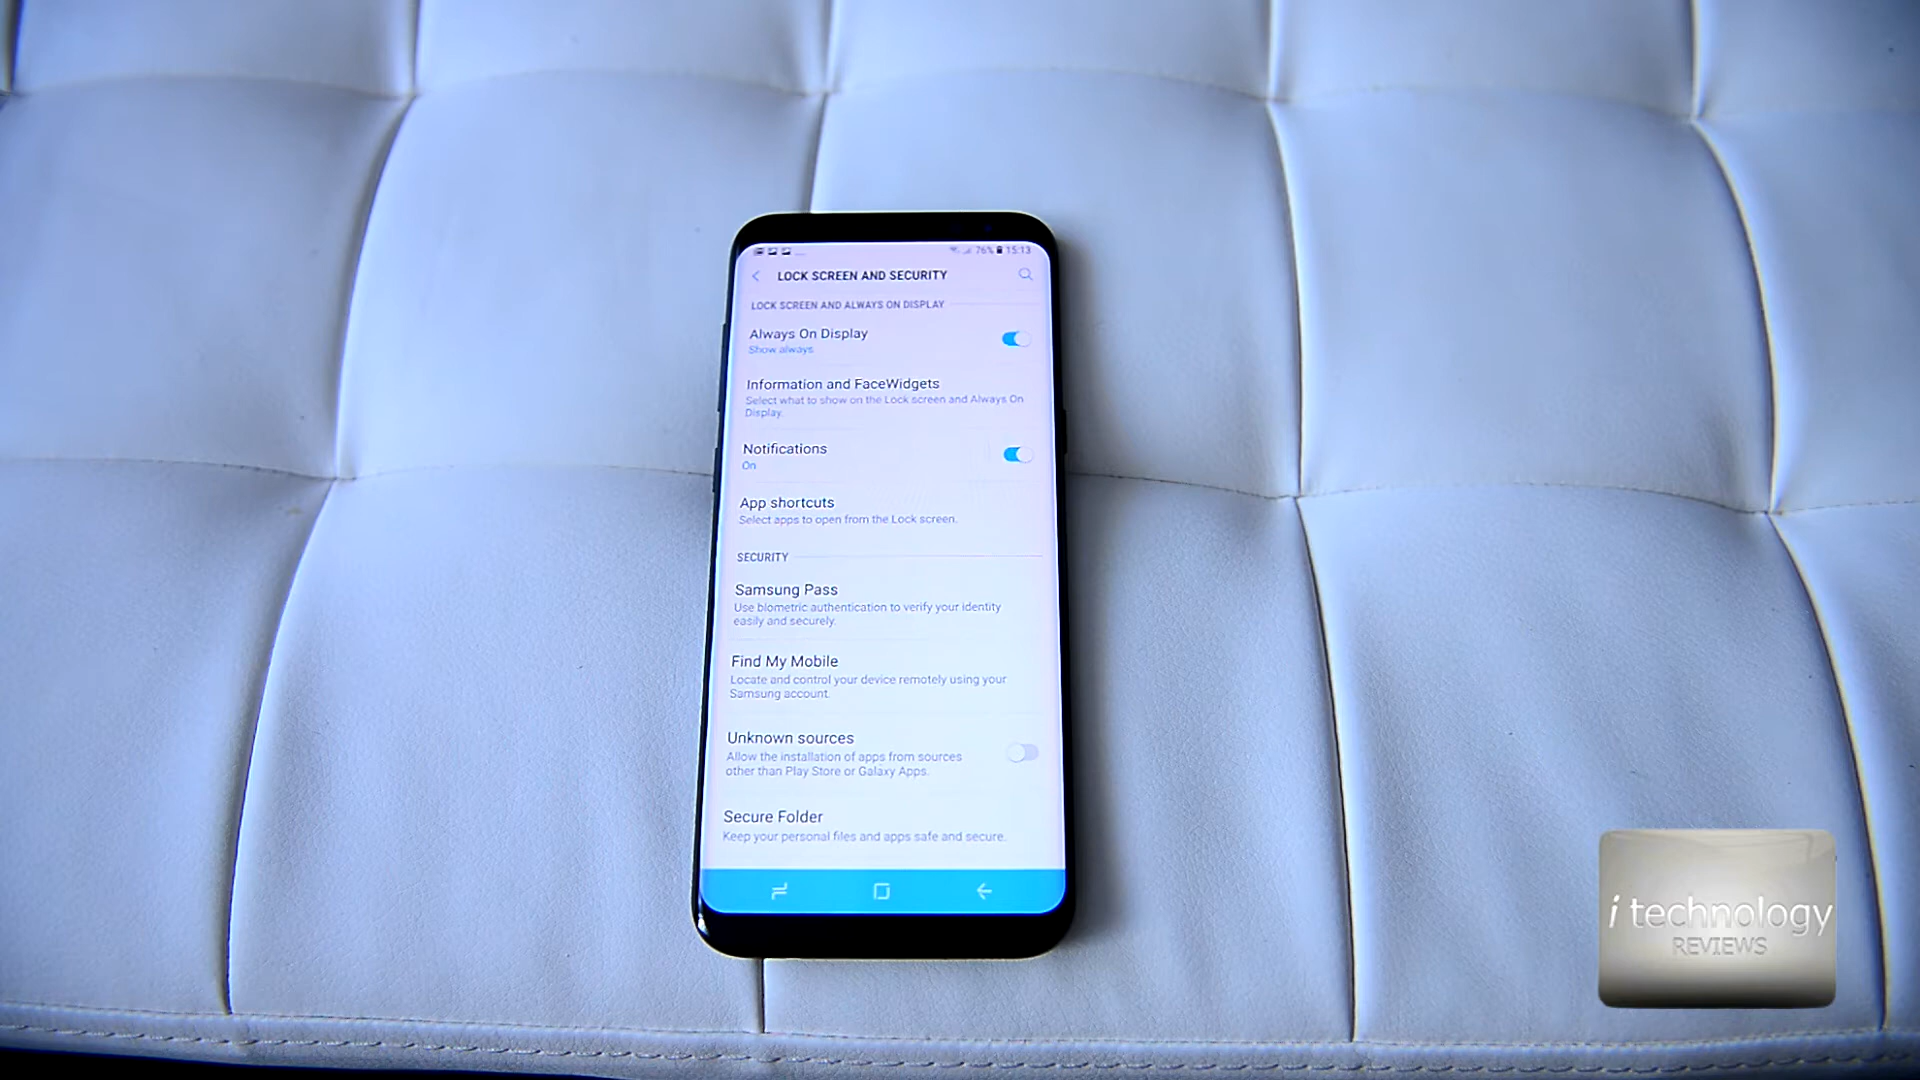 76% 15:13
LOCK SCREEN AND SECURITY
LOCK SCREEN AND ALWAYS ON DISPLAY
Always On Display
Show always
Information and FaceWidgets
Select what to show on the Lock screen and Always On
Display.
Notifications
On
App shortcuts
Select apps to open from the Lock screen.
SECURITY
Samsung Pass
Use biometric authentication to verify your identity
easily and securely.
Find My Mobile
Locate and control your device remotely using your
Samsung account.
Unknown sources
Allow the installation of apps from sources
other than Play Store or Galaxy Apps.
Secure Folder
Keep your personal files and apps safe and secure.
i technology
REVIEWS